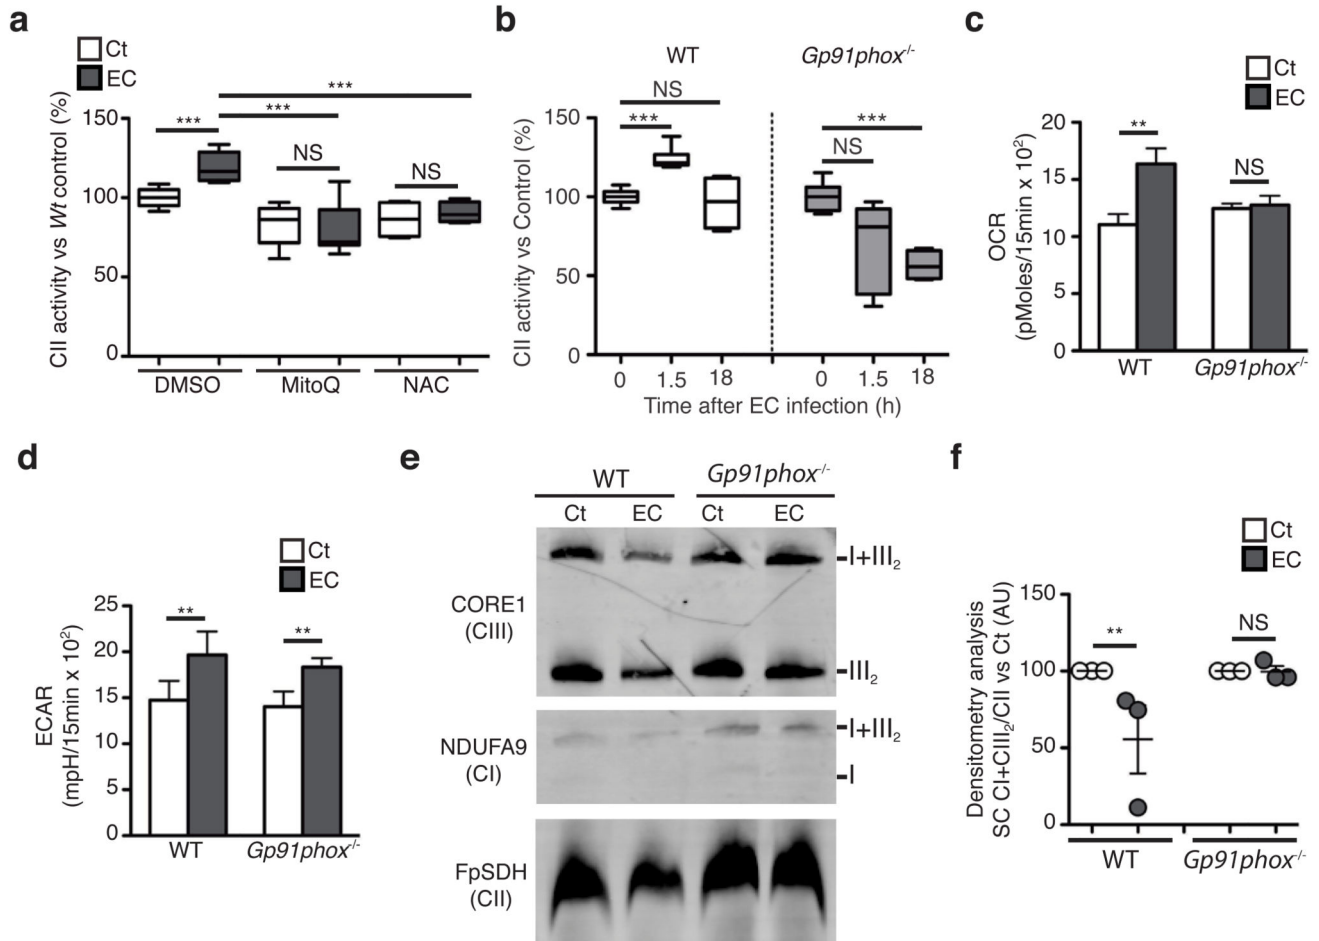 a
Ct
EC
CII activity vs Wt control (%)
150
100
50
0
***
***
***
NS
NS
DMSO
MitoQ
NAC
b
WT
Gp91phox-/-
CII activity vs Control (%)
150
100
50
0
NS
***
***
NS
0
1.5
18
0
1.5
18
Time after EC infection (h)
c
Ct
EC
OCR
(pMoles/15min x 10²)
20
15
10
5
0
**
NS
WT
Gp91phox-/-
d
Ct
EC
ECAR
(mpH/15min x 10²)
25
20
15
10
5
0
**
**
WT
Gp91phox-/-
e
WT
Gp91phox-/-
Ct
EC
Ct
EC
CORE1
(CIII)
I+III₂
III₂
NDUFA9
(CI)
I+III₂
I
FpSDH
(CII)
f
Ct
EC
Densitometry analysis
SC CI+CIII₂/CII vs Ct (AU)
150
100
50
0
**
NS
WT
Gp91phox-/-